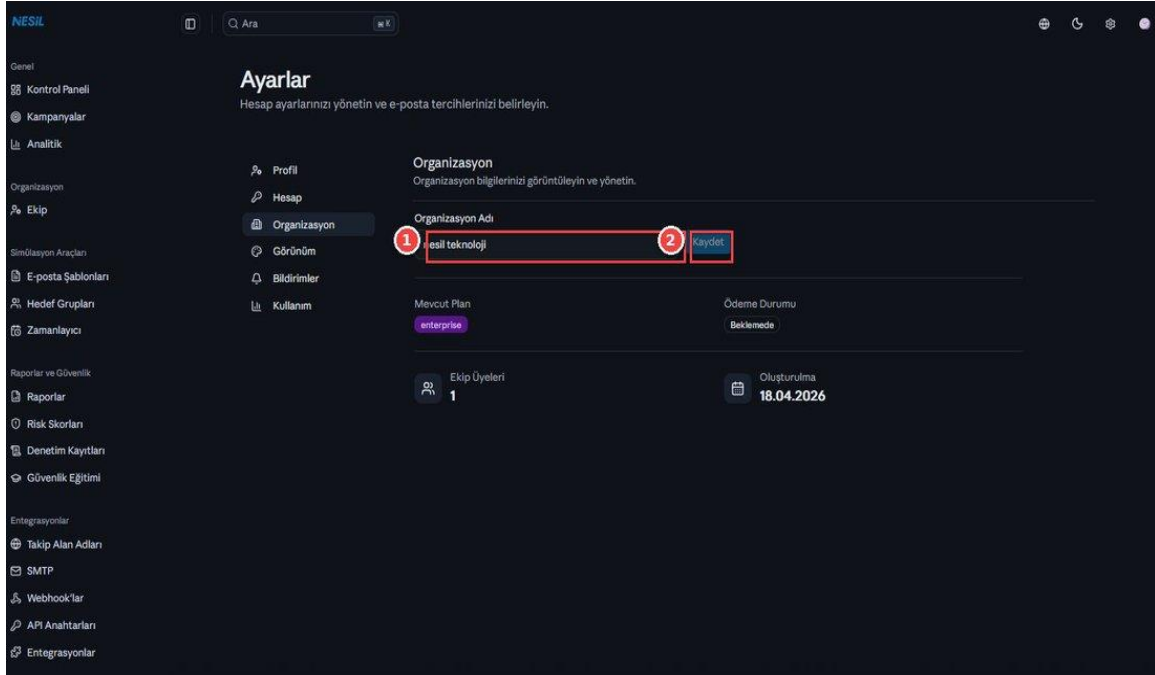 NESİL
Ara
⌘ K
Genel
Kontrol Paneli
Kampanyalar
Analitik
Organizasyon
Ekip
Simülasyon Araçları
E-posta Şablonları
Hedef Grupları
Zamanlayıcı
Raporlar ve Güvenlik
Raporlar
Risk Skorları
Denetim Kayıtları
Güvenlik Eğitimi
Entegrasyonlar
Takip Alan Adları
SMTP
Webhook'lar
API Anahtarları
Entegrasyonlar
Ayarlar
Hesap ayarlarınızı yönetin ve e-posta tercihlerinizi belirleyin.
Profil
Hesap
Organizasyon
Görünüm
Bildirimler
Kullanım
Organizasyon
Organizasyon bilgilerinizi görüntüleyin ve yönetin.
Organizasyon Adı
1 nesil teknoloji 2 Kaydet
Mevcut Plan
enterprise
Ödeme Durumu
Beklemede
Ekip Üyeleri
1
Oluşturulma
18.04.2026